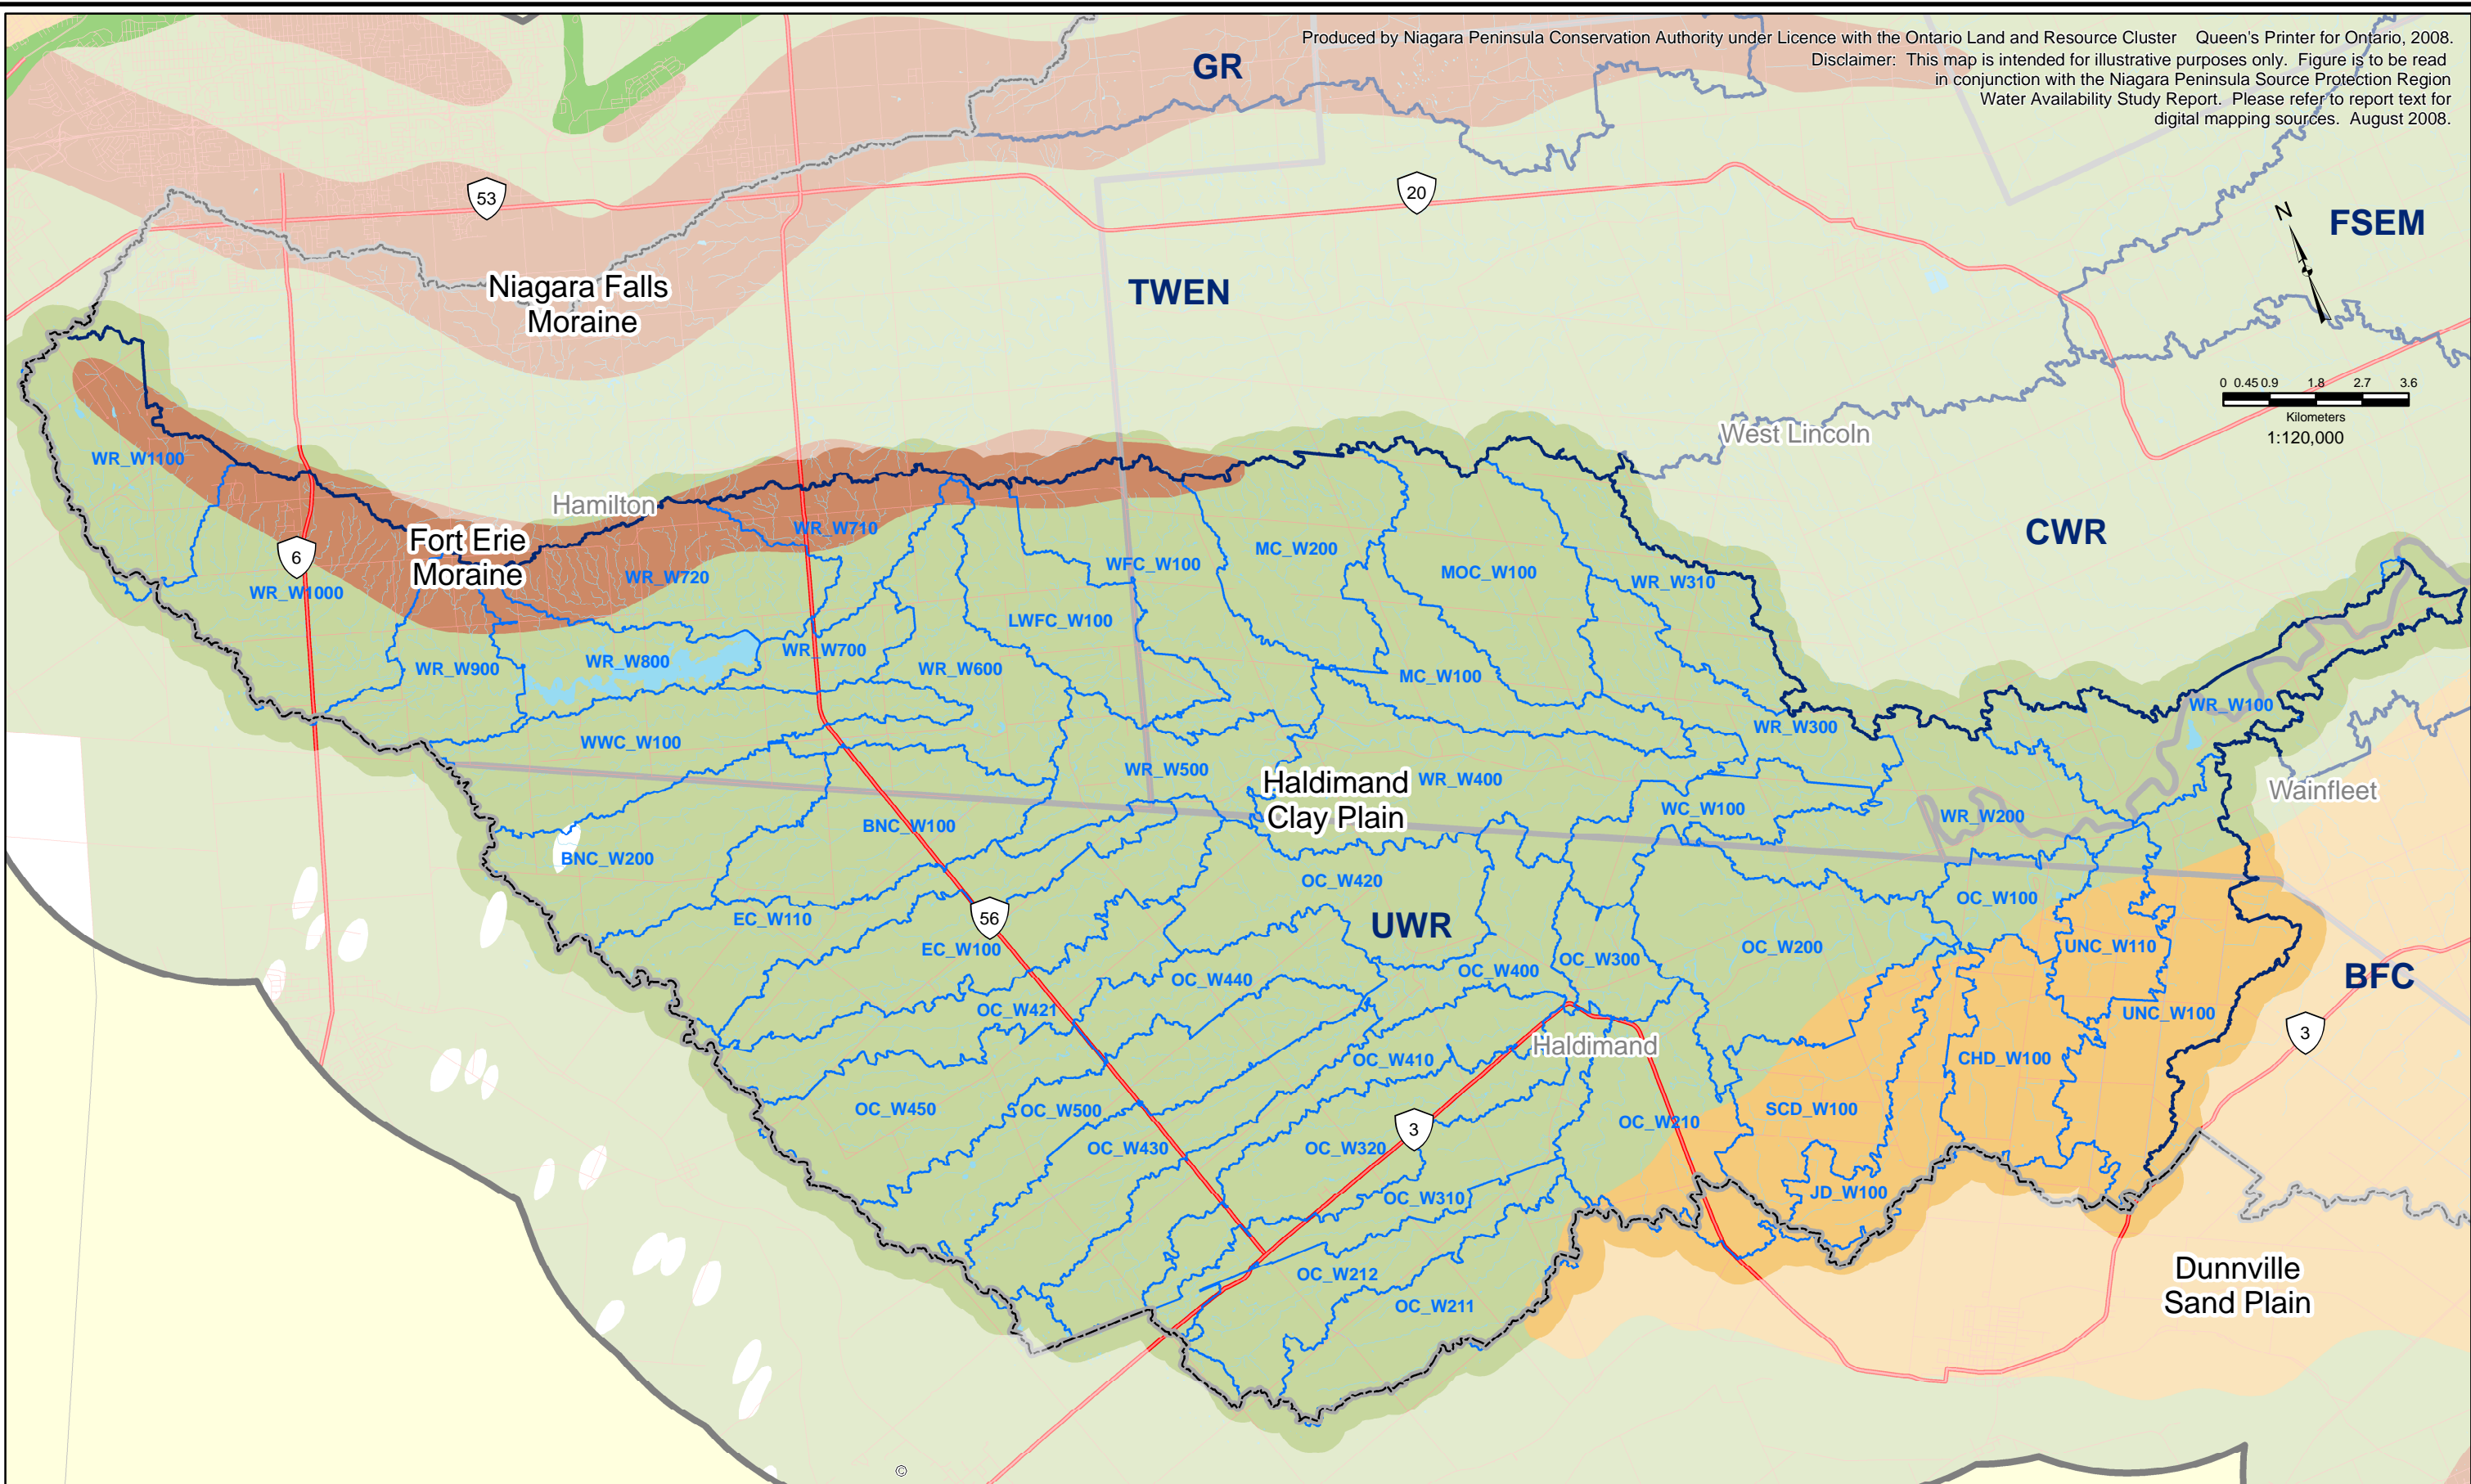 Produced by Niagara Peninsula Conservation Authority under Licence with the Ontario Land and Resource Cluster Queen's Printer for Ontario, 2008.
Disclaimer: This map is intended for illustrative purposes only. Figure is to be read
in conjunction with the Niagara Peninsula Source Protection Region
Water Availability Study Report. Please refer to report text for
digital mapping sources. August 2008.
GR
53
20
FSEM
N
Niagara Falls
Moraine
TWEN
0 0.45 0.9 1.8 2.7 3.6
Kilometers
1:120,000
West Lincoln
WR_W1100
Hamilton
WR_W710
CWR
6
Fort Erie
Moraine
WR_W1000
WR_W720
WFC_W100
MC_W200
MOC_W100
WR_W310
LWFC_W100
WR_W900
WR_W800
WR_W700
WR_W600
MC_W100
WR_W100
WWC_W100
WR_W300
WR_W500
Haldimand
Clay Plain
WR_W400
Wainfleet
BNC_W100
WC_W100
WR_W200
BNC_W200
OC_W420
OC_W100
EC_W110
56
UWR
EC_W100
OC_W440
OC_W400
OC_W300
OC_W200
UNC_W110
BFC
OC_W421
UNC_W100
3
Haldimand
OC_W410
CHD_W100
OC_W450
OC_W500
OC_W430
3
OC_W320
OC_W210
SCD_W100
OC_W310
JD_W100
OC_W212
OC_W211
Dunnville
Sand Plain
©